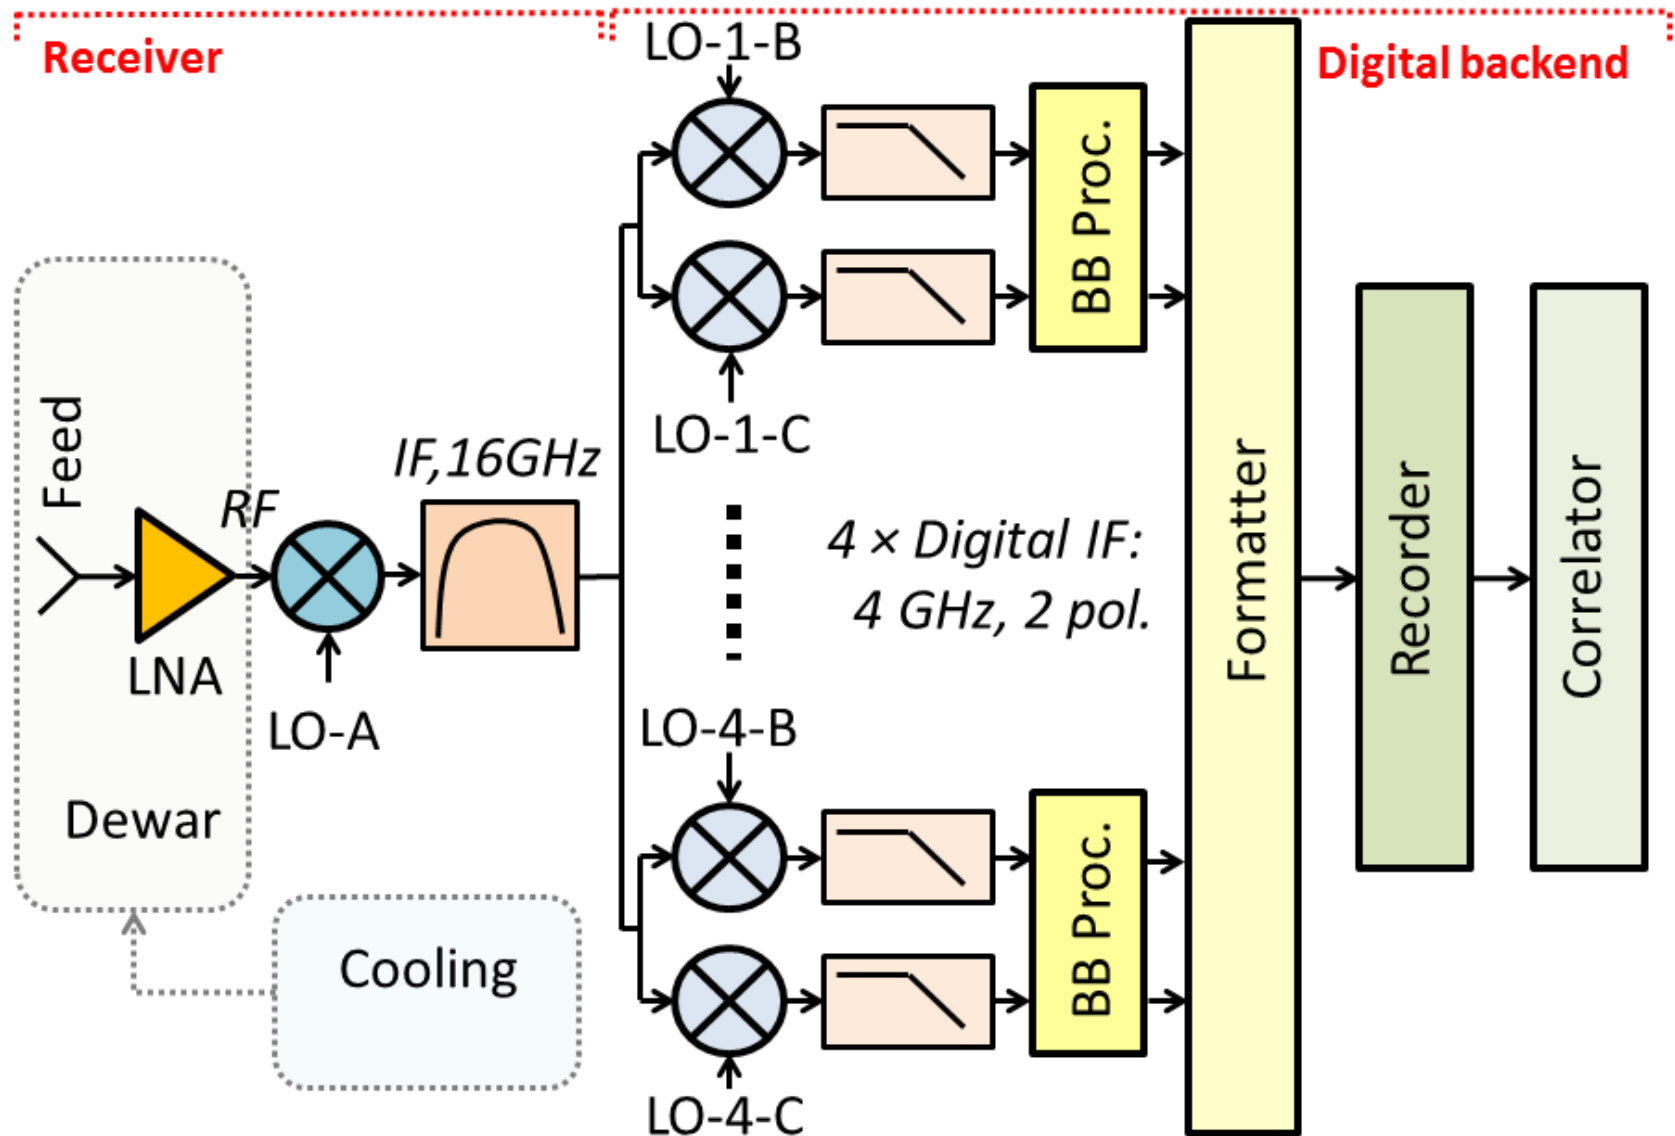 Receiver
LO-1-B
Digital backend
BB Proc.
LO-1-C
Feed
IF,16GHz
RF
LNA
LO-A
4 × Digital IF:
4 GHz, 2 pol.
Formatter
Recorder
Correlator
LO-4-B
Dewar
BB Proc.
Cooling
LO-4-C